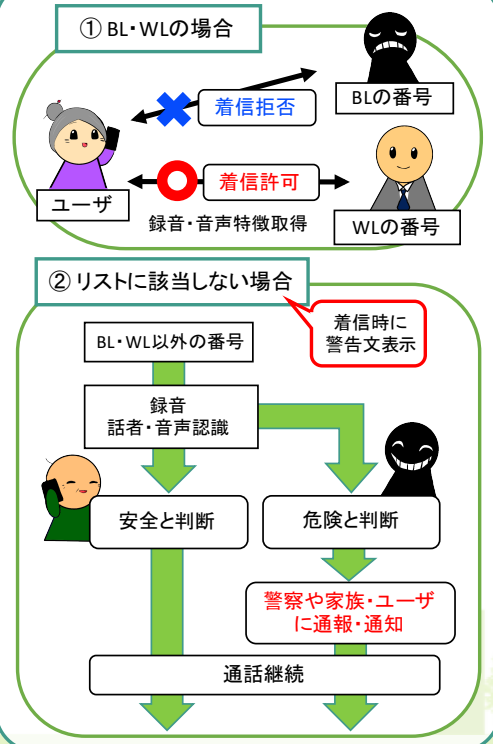 ① BL・WLの場合
BLの番号
着信拒否
着信許可
ユーザ
録音・音声特徴取得
WLの番号
② リストに該当しない場合
着信時に
警告文表示
BL・WL以外の番号
録音
話者・音声認識
安全と判断
危険と判断
警察や家族・ユーザ
に通報・通知
通話継続